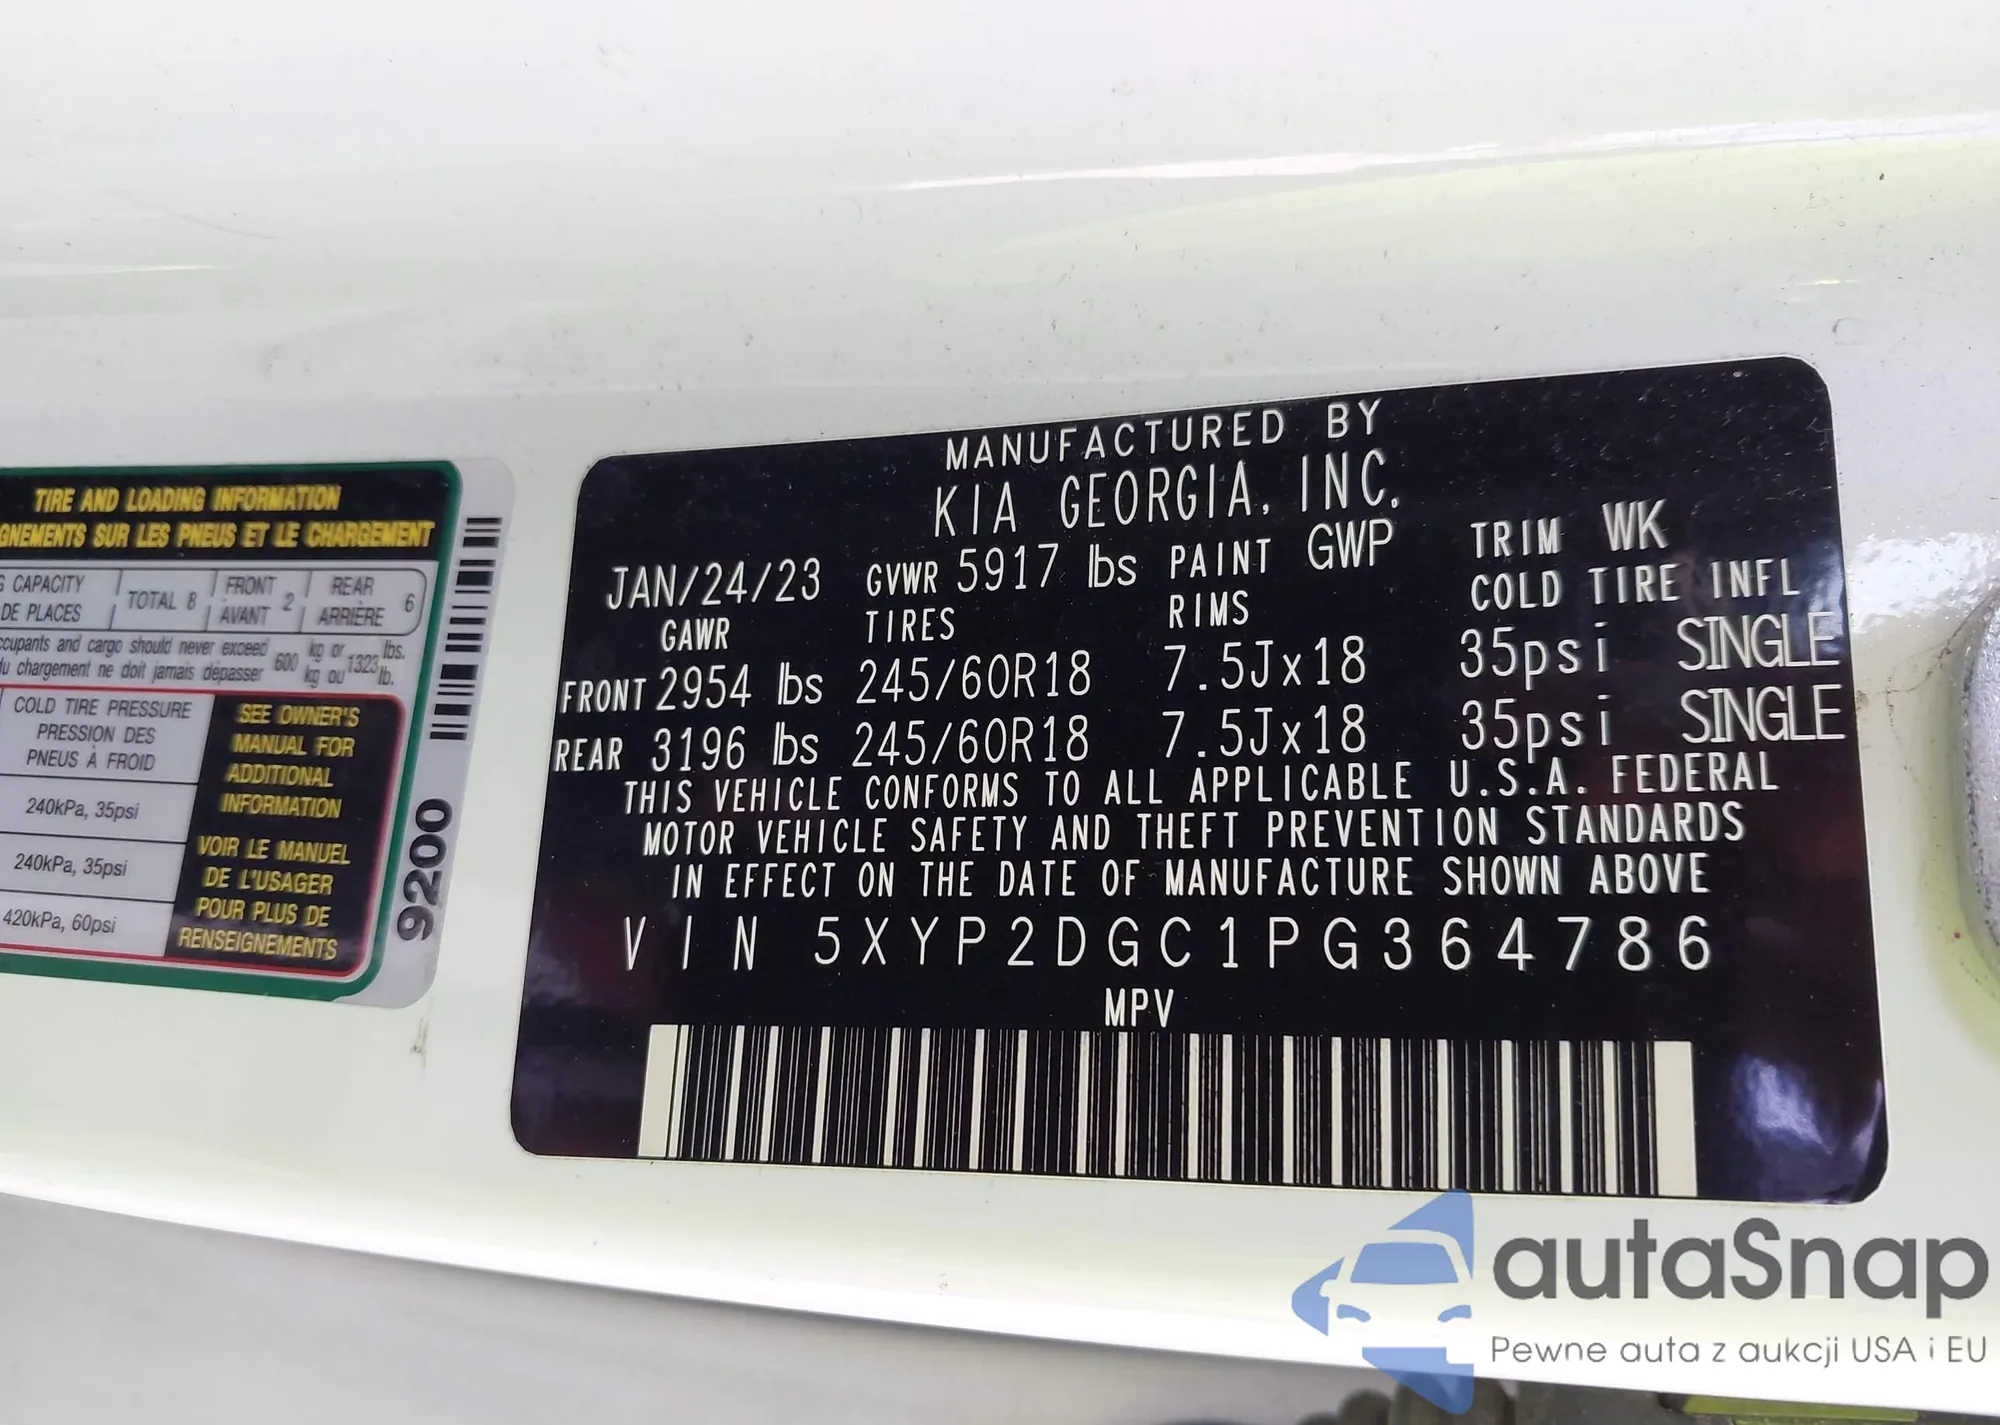 TIRE AND LOADING INFORMATION
GNEMENTS SUR LES PNEUS ET LE CHARGEMENT
CAPACITY TOTAL 8 FRONT 2 REAR 6
DE PLACES AVANT ARRIÈRE
ccupants and cargo should never exceed 600 kg or 1323 lbs.
du chargement ne doit jamais dépasser kg ou lb.
COLD TIRE PRESSURE
PRESSION DES
PNEUS À FROID
240kPa, 35psi
240kPa, 35psi
420kPa, 60psi
SEE OWNER'S
MANUAL FOR
ADDITIONAL
INFORMATION
VOIR LE MANUEL
DE L'USAGER
POUR PLUS DE
RENSEIGNEMENTS
9200
MANUFACTURED BY
KIA GEORGIA, INC.
JAN/24/23 GVWR 5917 lbs PAINT GWP TRIM WK
GAWR TIRES RIMS COLD TIRE INFL
FRONT 2954 lbs 245/60R18 7.5Jx18 35psi SINGLE
REAR 3196 lbs 245/60R18 7.5Jx18 35psi SINGLE
THIS VEHICLE CONFORMS TO ALL APPLICABLE U.S.A. FEDERAL
MOTOR VEHICLE SAFETY AND THEFT PREVENTION STANDARDS
IN EFFECT ON THE DATE OF MANUFACTURE SHOWN ABOVE
VIN 5XYP2DGC1PG364786
MPV
autaSnap
Pewne auta z aukcji USA i EU